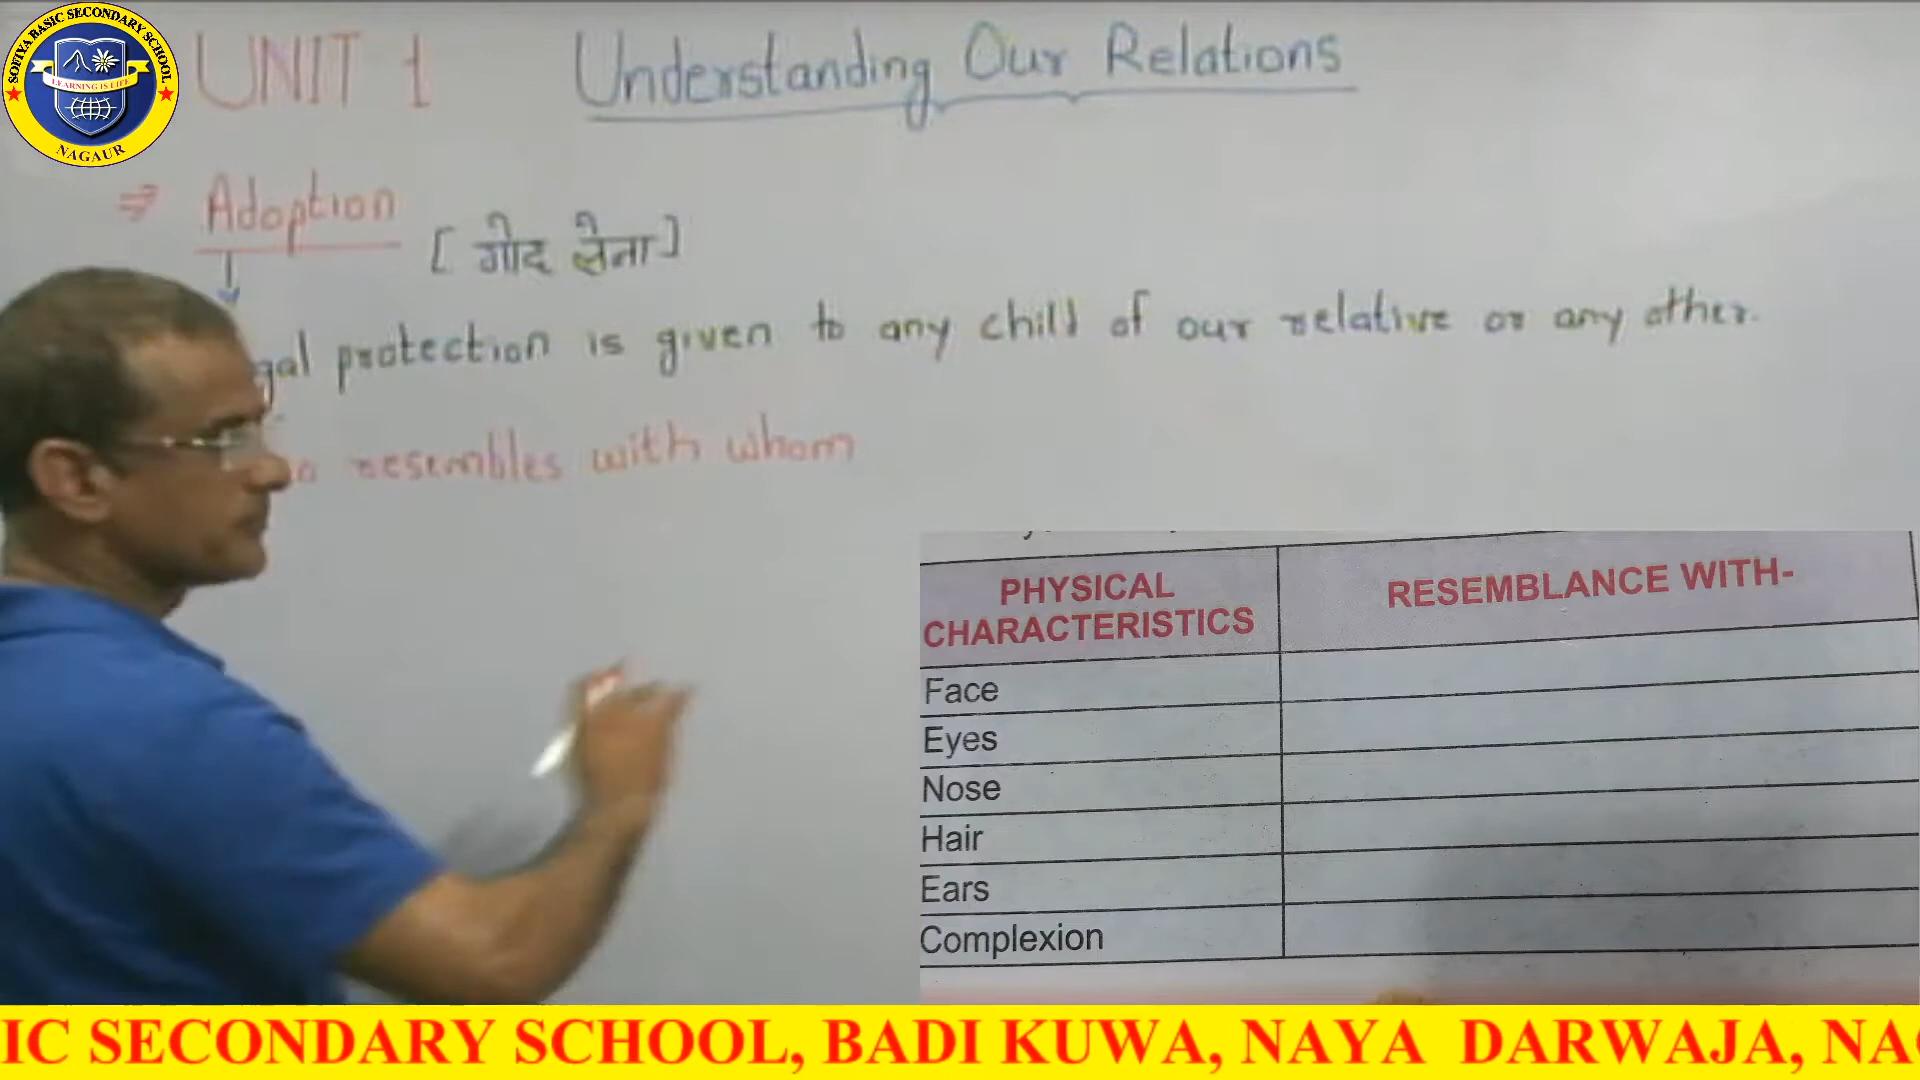 SOFIYA BASIC SECONDARY SCHOOL
LEARNING IS LIFE
NAGAUR
UNIT 1 Understanding Our Relations
⇒ Adoption [गोद लेना]
gal protection is given to any child of our relative or any other.
o resembles with whom
PHYSICAL CHARACTERISTICS RESEMBLANCE WITH-
Face
Eyes
Nose
Hair
Ears
Complexion
IC SECONDARY SCHOOL, BADI KUWA, NAYA DARWAJA, NA